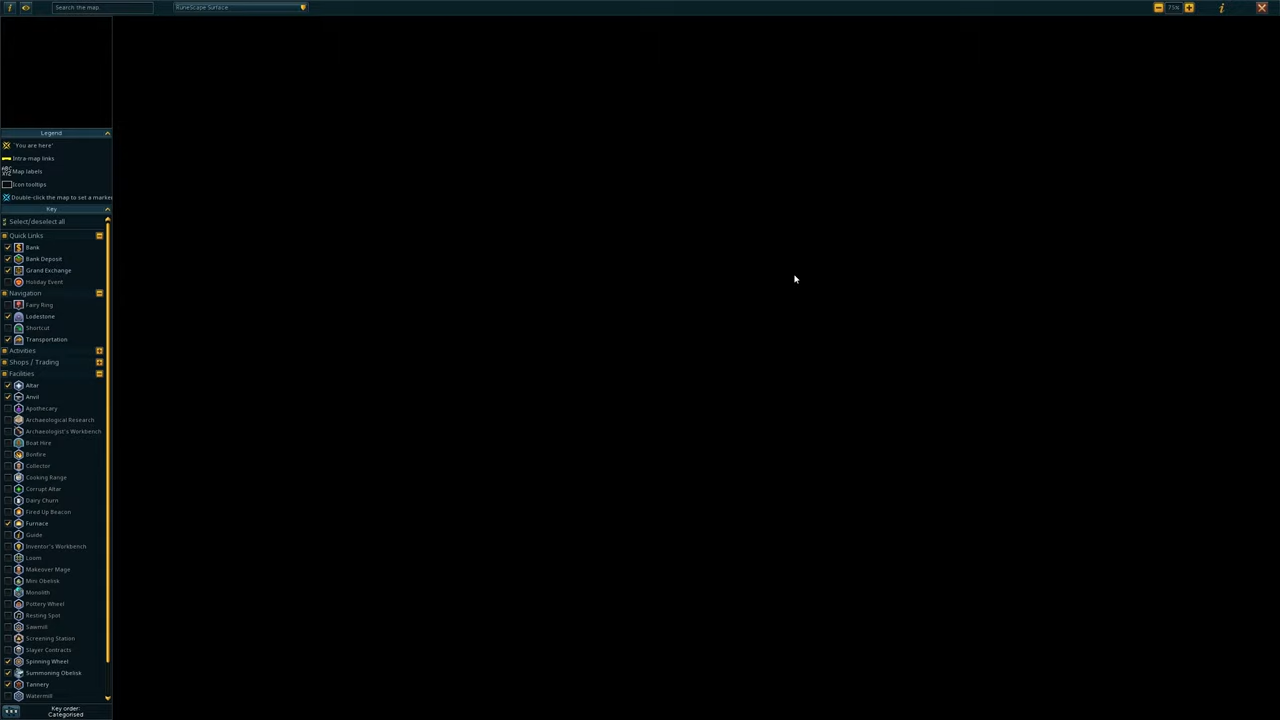 Search the map
RuneScape Surface
75%
Legend
'You are here'
Intra-map links
ABC
XYZ
Map labels
Icon tooltips
Double-click the map to set a marker
Key
Select/deselect all
Quick Links
Bank
Bank Deposit
Grand Exchange
Holiday Event
Navigation
Fairy Ring
Lodestone
Shortcut
Transportation
Activities
Shops / Trading
Facilities
Altar
Anvil
Apothecary
Archaeological Research
Archaeologist's Workbench
Boat Hire
Bonfire
Collector
Cooking Range
Corrupt Altar
Dairy Churn
Fired Up Beacon
Furnace
Guide
Inventor's Workbench
Loom
Makeover Mage
Mini Obelisk
Monolith
Pottery Wheel
Resting Spot
Sawmill
Screening Station
Slayer Contracts
Spinning Wheel
Summoning Obelisk
Tannery
Watermill
Key order:
Categorised